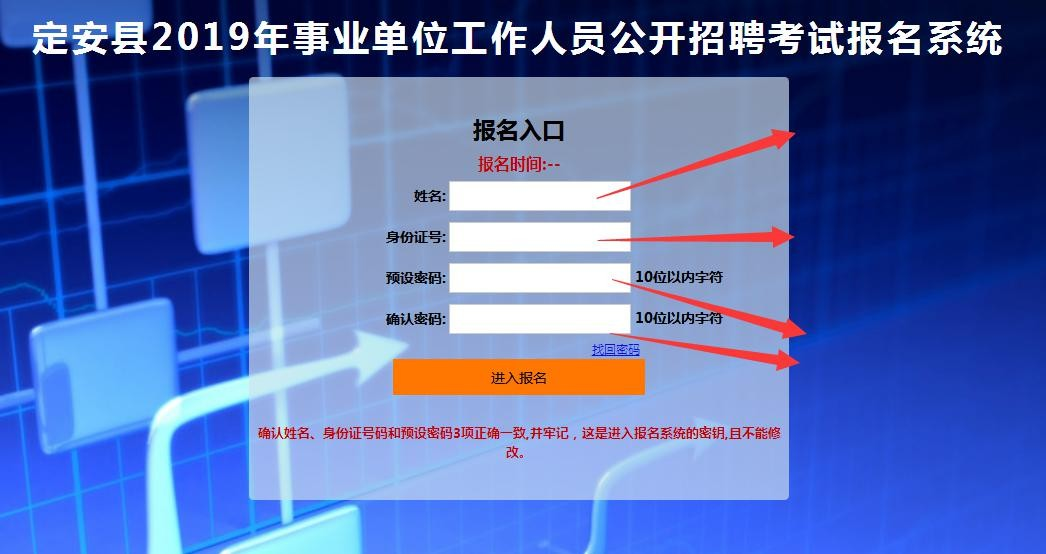 定安县2019年事业单位工作人员公开招聘考试报名系统
报名入口
报名时间:--
姓名:
身份证号:
预设密码: 10位以内字符
确认密码: 10位以内字符
找回密码
进入报名
确认姓名、身份证号码和预设密码3项正确一致,并牢记，这是进入报名系统的密钥,且不能修
改。